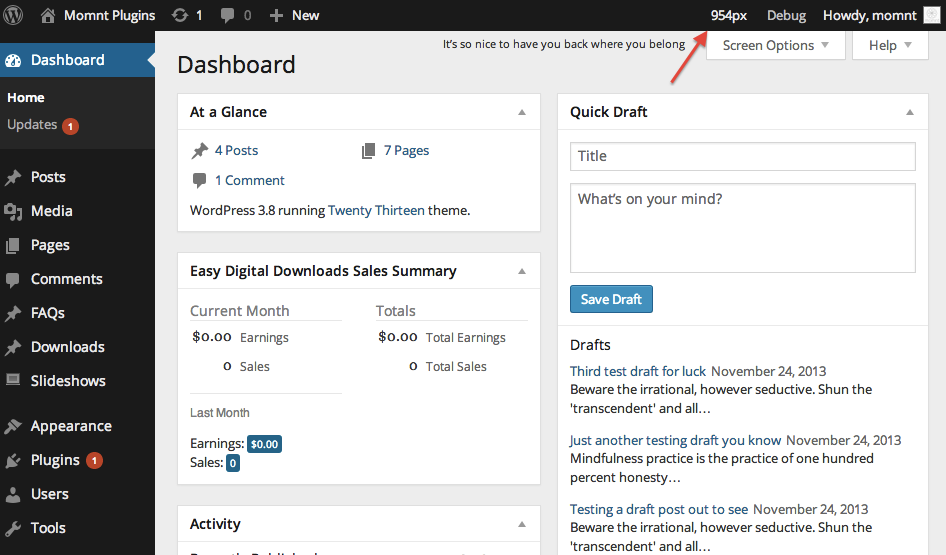 Momnt Plugins 1 0 New 954px Debug Howdy, momnt
It's so nice to have you back where you belong
Screen Options
Help
Dashboard
Home
Updates 1
Posts
Media
Pages
Comments
FAQs
Downloads
Slideshows
Appearance
Plugins 1
Users
Tools
Dashboard
At a Glance
4 Posts 7 Pages
1 Comment
WordPress 3.8 running Twenty Thirteen theme.
Easy Digital Downloads Sales Summary
Current Month Totals
$0.00 Earnings $0.00 Total Earnings
0 Sales 0 Total Sales
Last Month
Earnings: $0.00
Sales: 0
Activity
Quick Draft
Title
What's on your mind?
Save Draft
Drafts
Third test draft for luck November 24, 2013
Beware the irrational, however seductive. Shun the
'transcendent' and all…
Just another testing draft you know November 24, 2013
Mindfulness practice is the practice of one hundred
percent honesty…
Testing a draft post out to see November 24, 2013
Beware the irrational, however seductive. Shun the
'transcendent' and all…